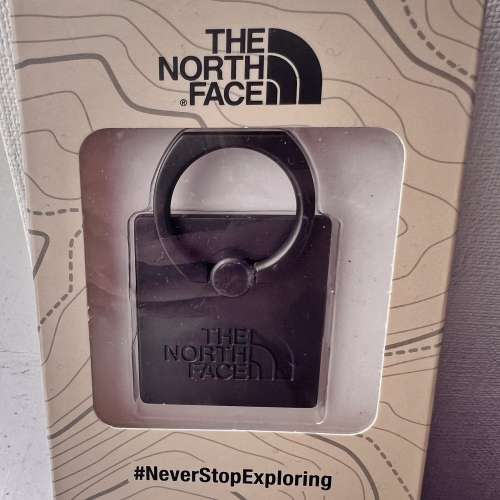 THE
NORTH
® FACE
THE
NORTH
FACE
#NeverStopExploring